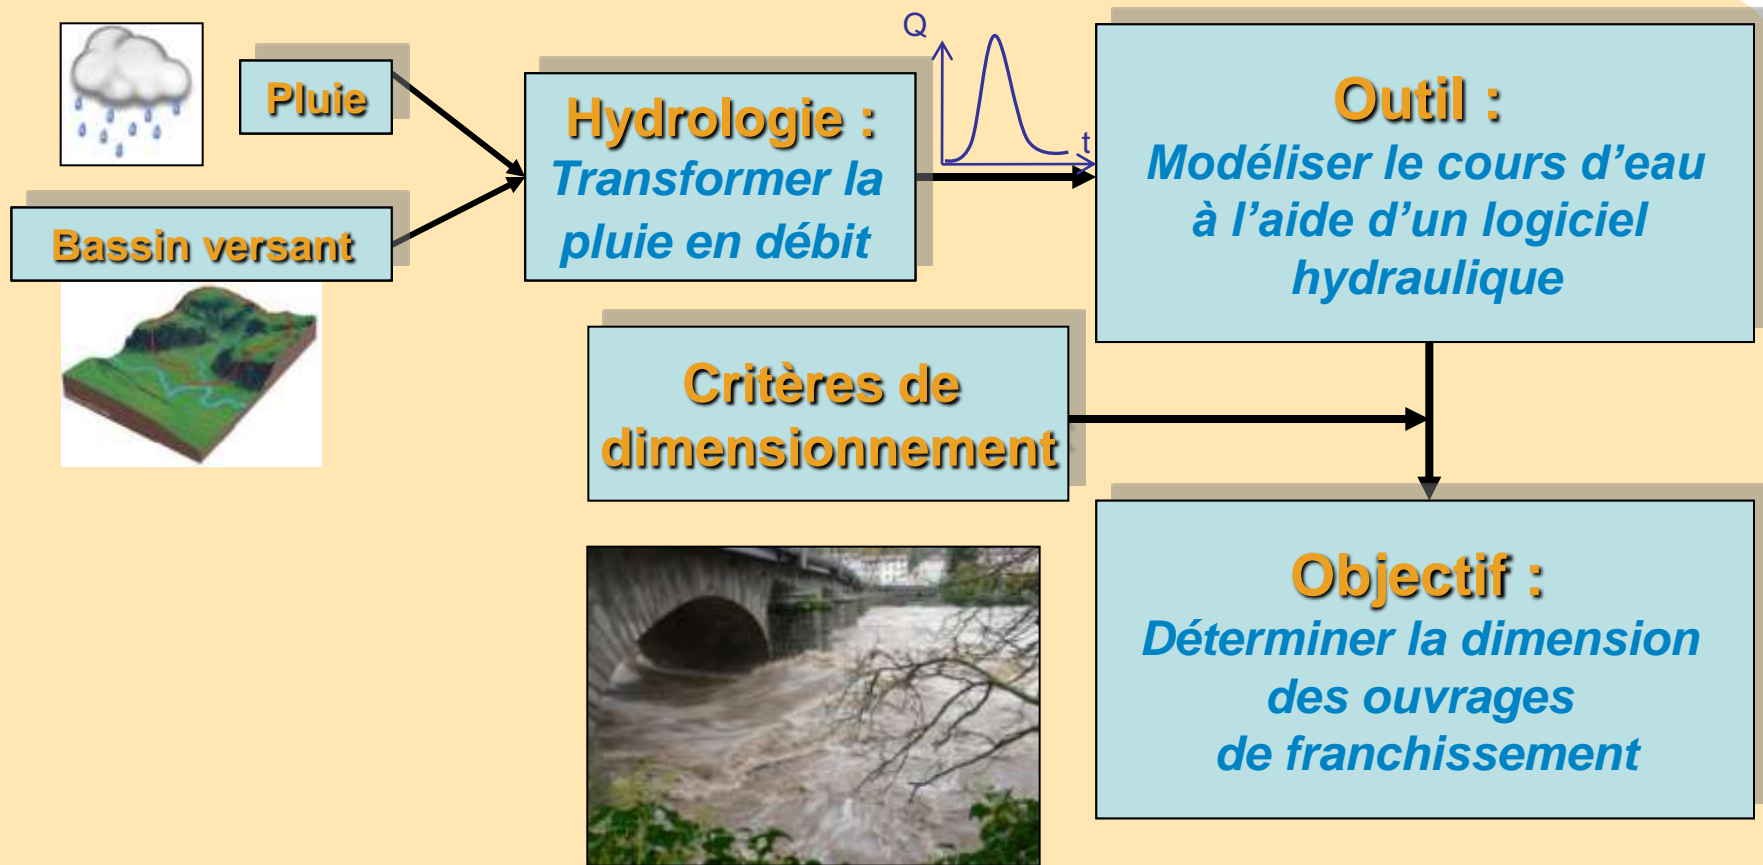 Pluie
Bassin versant
Hydrologie :
Transformer la
pluie en débit
Q
t
Outil :
Modéliser le cours d’eau
à l’aide d’un logiciel
hydraulique
Critères de
dimensionnement
Objectif :
Déterminer la dimension
des ouvrages
de franchissement